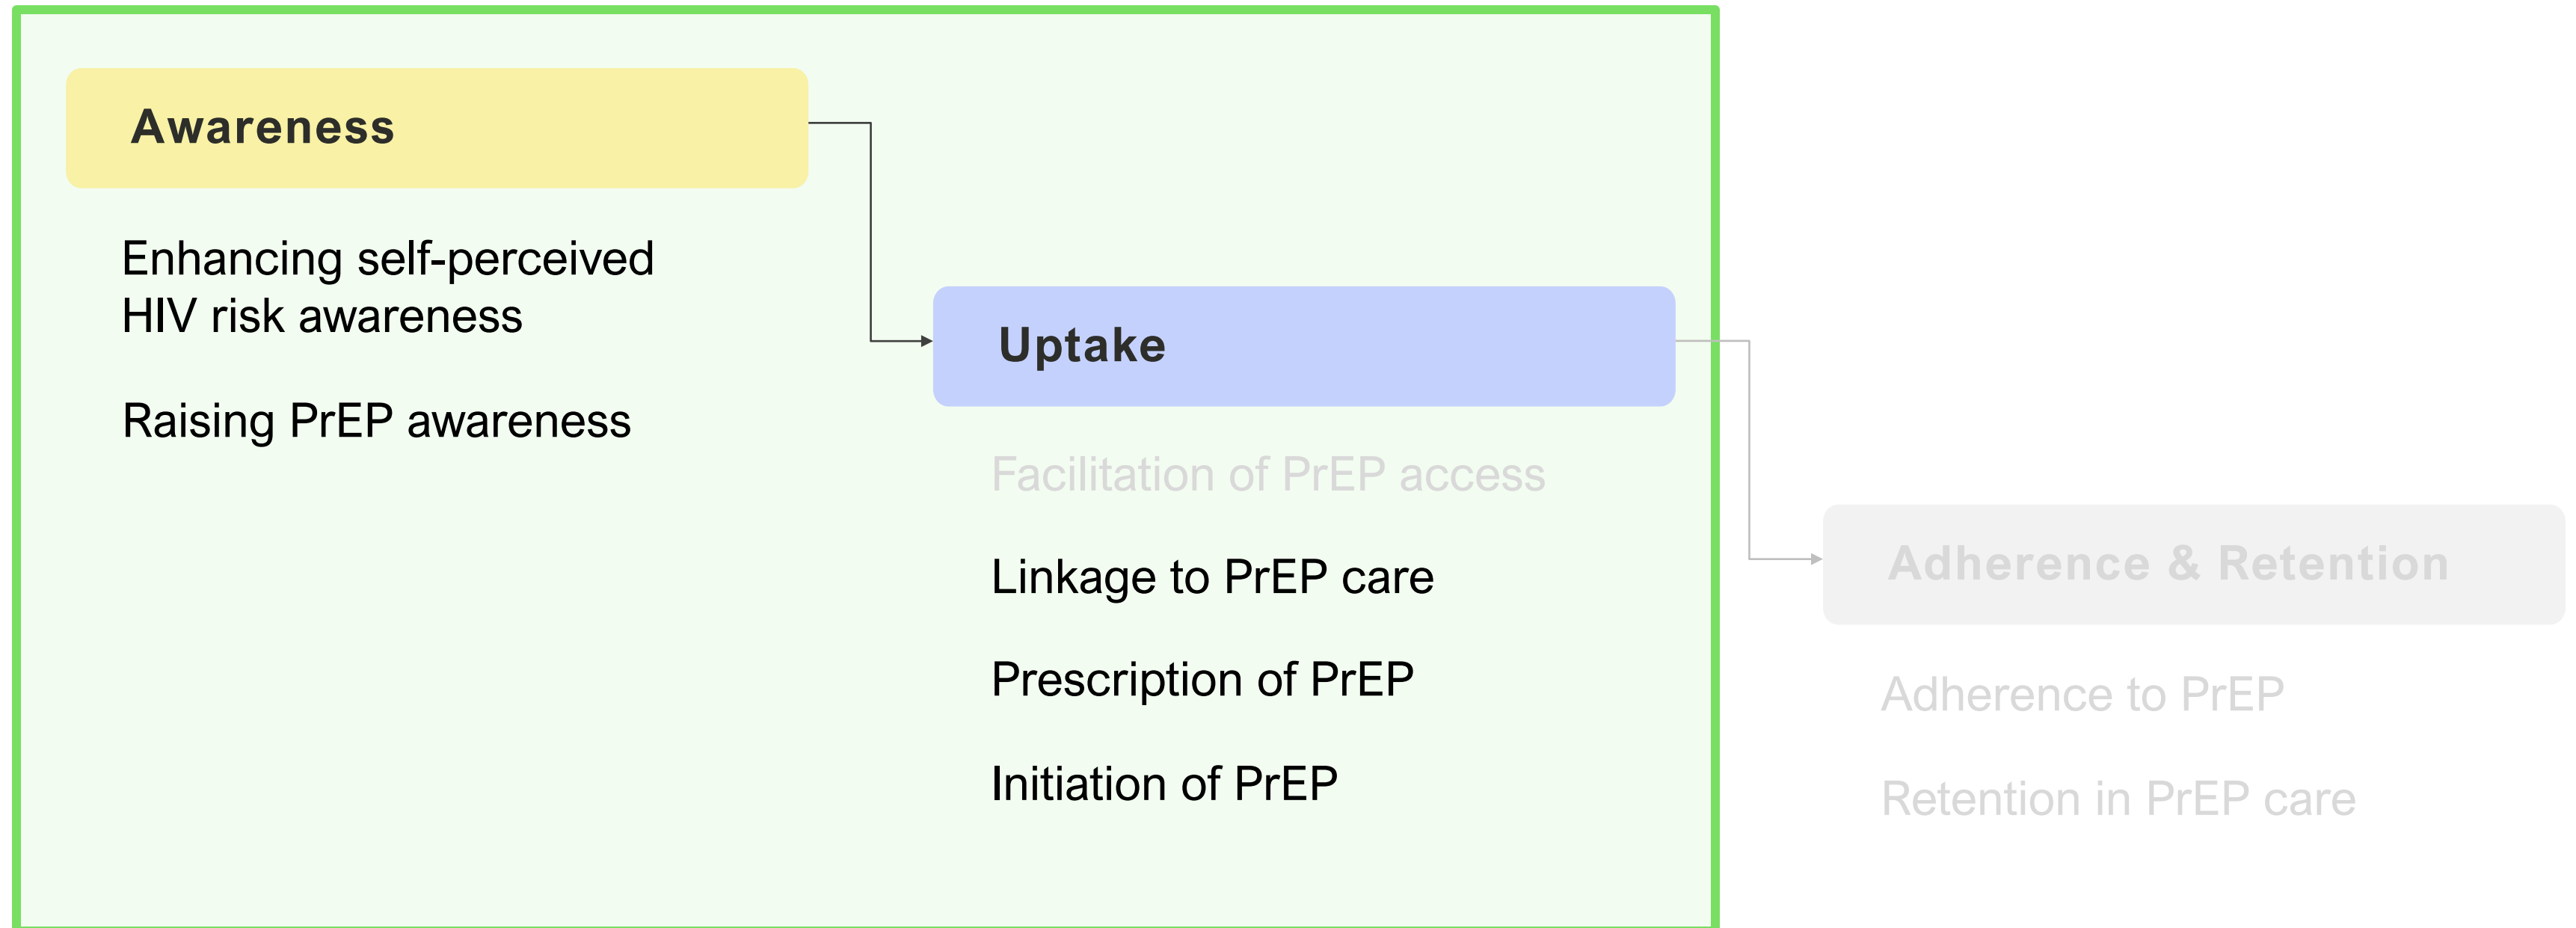 Awareness
Enhancing self-perceived
HIV risk awareness
Raising PrEP awareness
Uptake
Facilitation of PrEP access
Linkage to PrEP care
Prescription of PrEP
Initiation of PrEP
Adherence & Retention
Adherence to PrEP
Retention in PrEP care